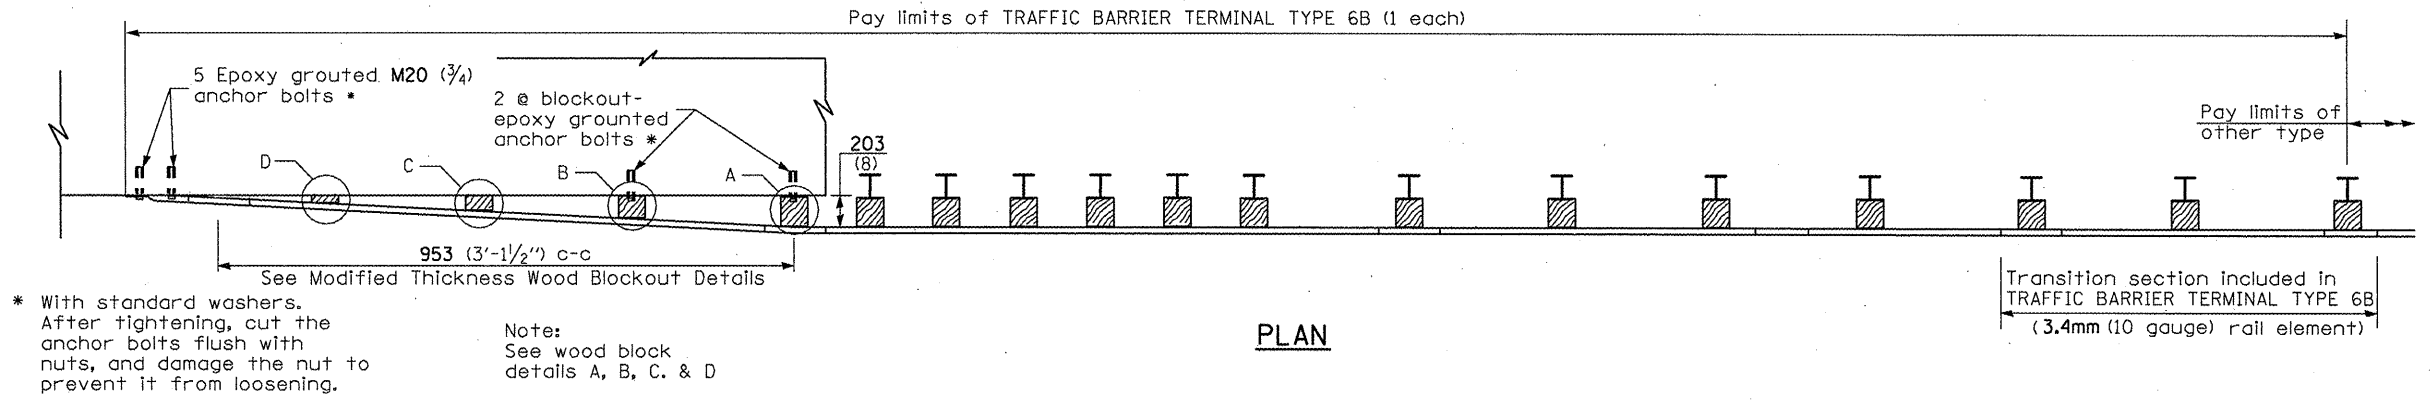 Pay limits of TRAFFIC BARRIER TERMINAL TYPE 6B (1 each)
5 Epoxy grouted M20 (3/4)
anchor bolts *
2 @ blockout-
epoxy grounted
anchor bolts *
203
(8)
Pay limits of
other type
D
C
B
A
953 (3'-1 1/2") c-c
See Modified Thickness Wood Blockout Details
* With standard washers.
After tightening, cut the
anchor bolts flush with
nuts, and damage the nut to
prevent it from loosening.
Note:
See wood block
details A, B, C. & D
PLAN
Transition section included in
TRAFFIC BARRIER TERMINAL TYPE 6B
(3.4mm (10 gauge) rail element)